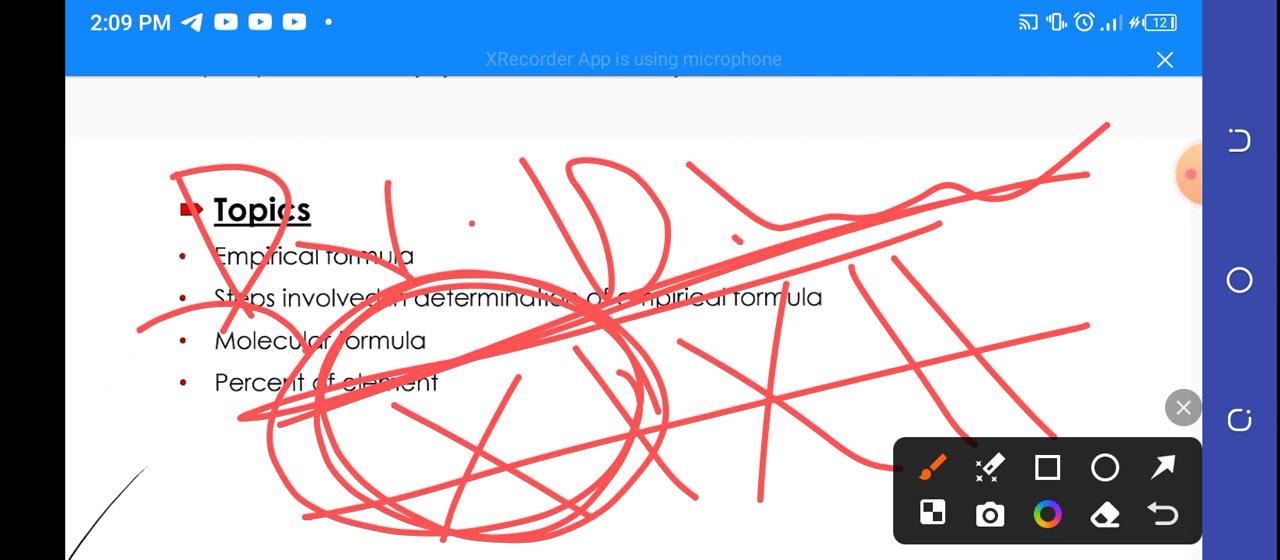 2:09 PM
12
XRecorder App is using microphone
Topics
Empirical formula
Steps involved in determination of empirical formula
Molecular formula
Percent of element